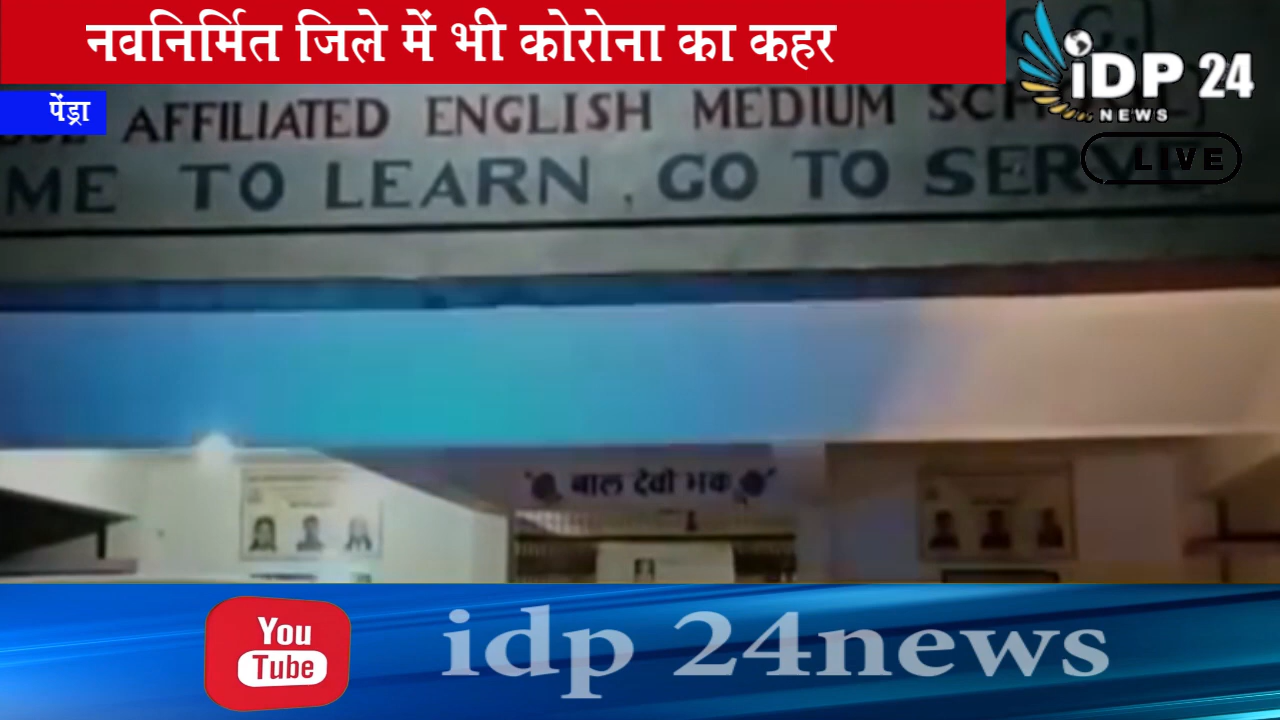 नवनिर्मित जिले में भी कोरोना का कहर
iDP 24
NEWS
पेंड्रा
AFFILIATED ENGLISH MEDIUM
LIVE
ME TO LEARN, GO TO SERVE
बाल देवी भक
You
Tube
idp 24news